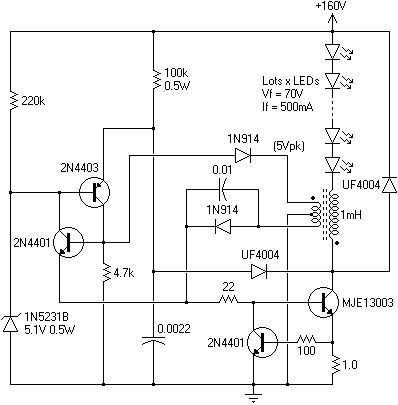 +160V
100k
0.5W
Lots x LEDs
Vf = 70V
If = 500mA
220k
1N914
(5Vpk)
2N4403
0.01
UF4004
1N914
1mH
2N4401
UF4004
4.7k
22
MJE13003
1N5231B
5.1V 0.5W
0.0022
2N4401
100
1.0